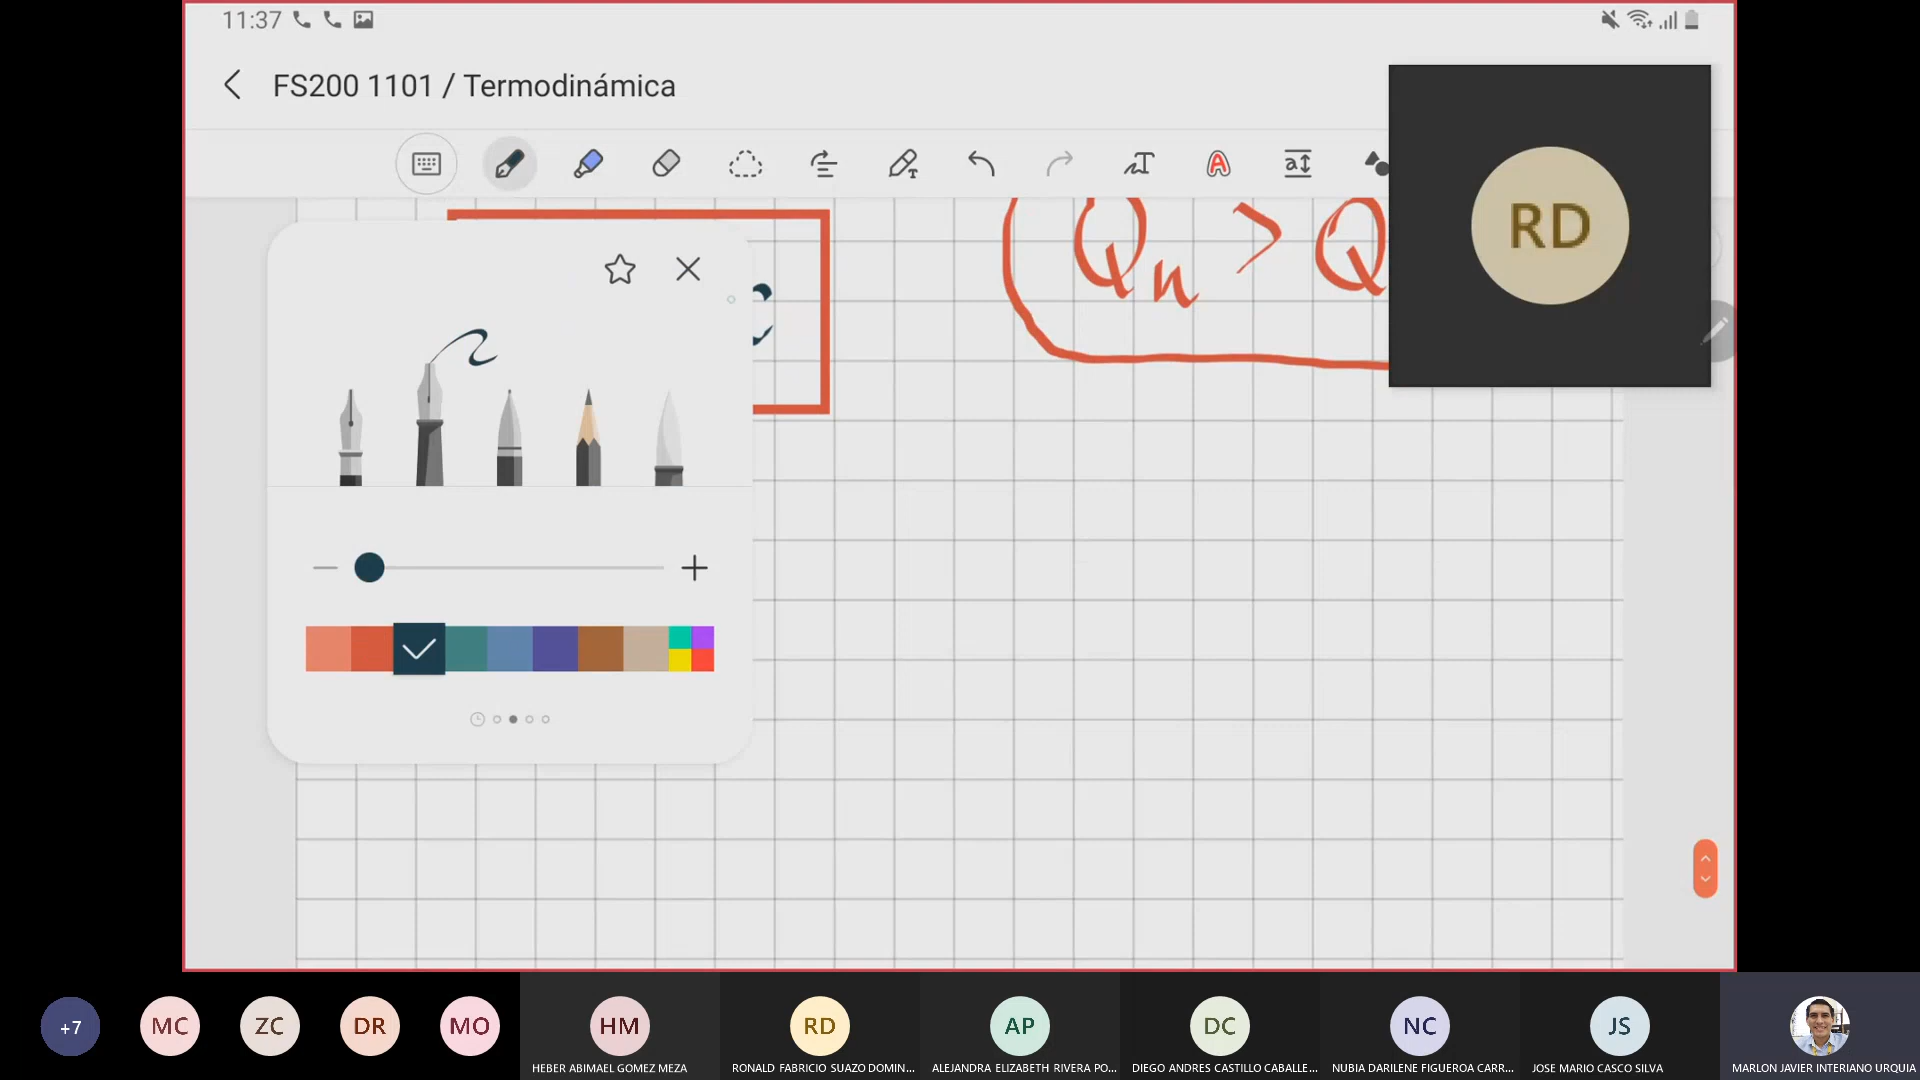 11:37
FS200 1101 / Termodinámica
Qn > Q
RD
+7
MC
ZC
DR
MO
HM
RD
AP
DC
NC
JS
HEBER ABIMAEL GOMEZ MEZA
RONALD FABRICIO SUAZO DOMIN...
ALEJANDRA ELIZABETH RIVERA PO...
DIEGO ANDRES CASTILLO CABALLE...
NUBIA DARILENE FIGUEROA CARR...
JOSE MARIO CASCO SILVA
MARLON JAVIER INTERIANO URQUIA